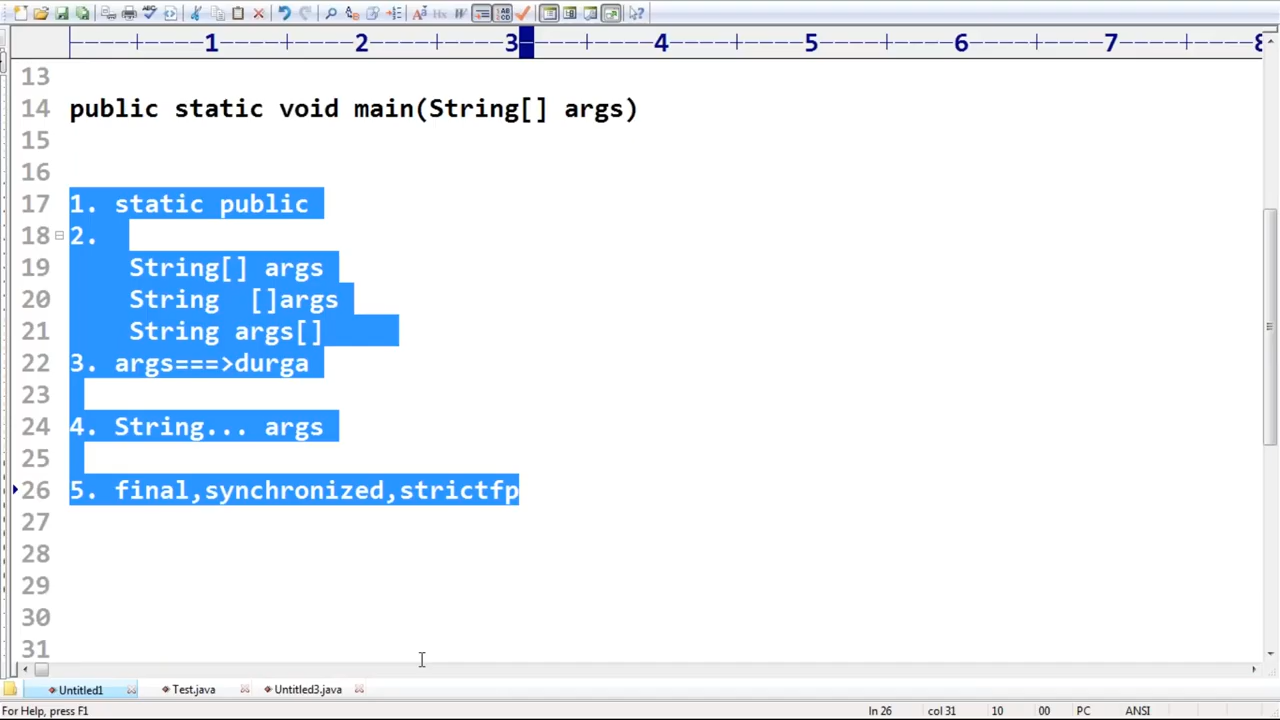 1 2 3 4 5 6 7 8
13
14 public static void main(String[] args)
15
16
17 1. static public
18 2.
19 String[] args
20 String []args
21 String args[]
22 3. args===>durga
23
24 4. String... args
25
26 5. final,synchronized,strictfp
27
28
29
30
31
Untitled1 Test.java Untitled3.java
For Help, press F1 ln 26 col 31 10 00 PC ANSI